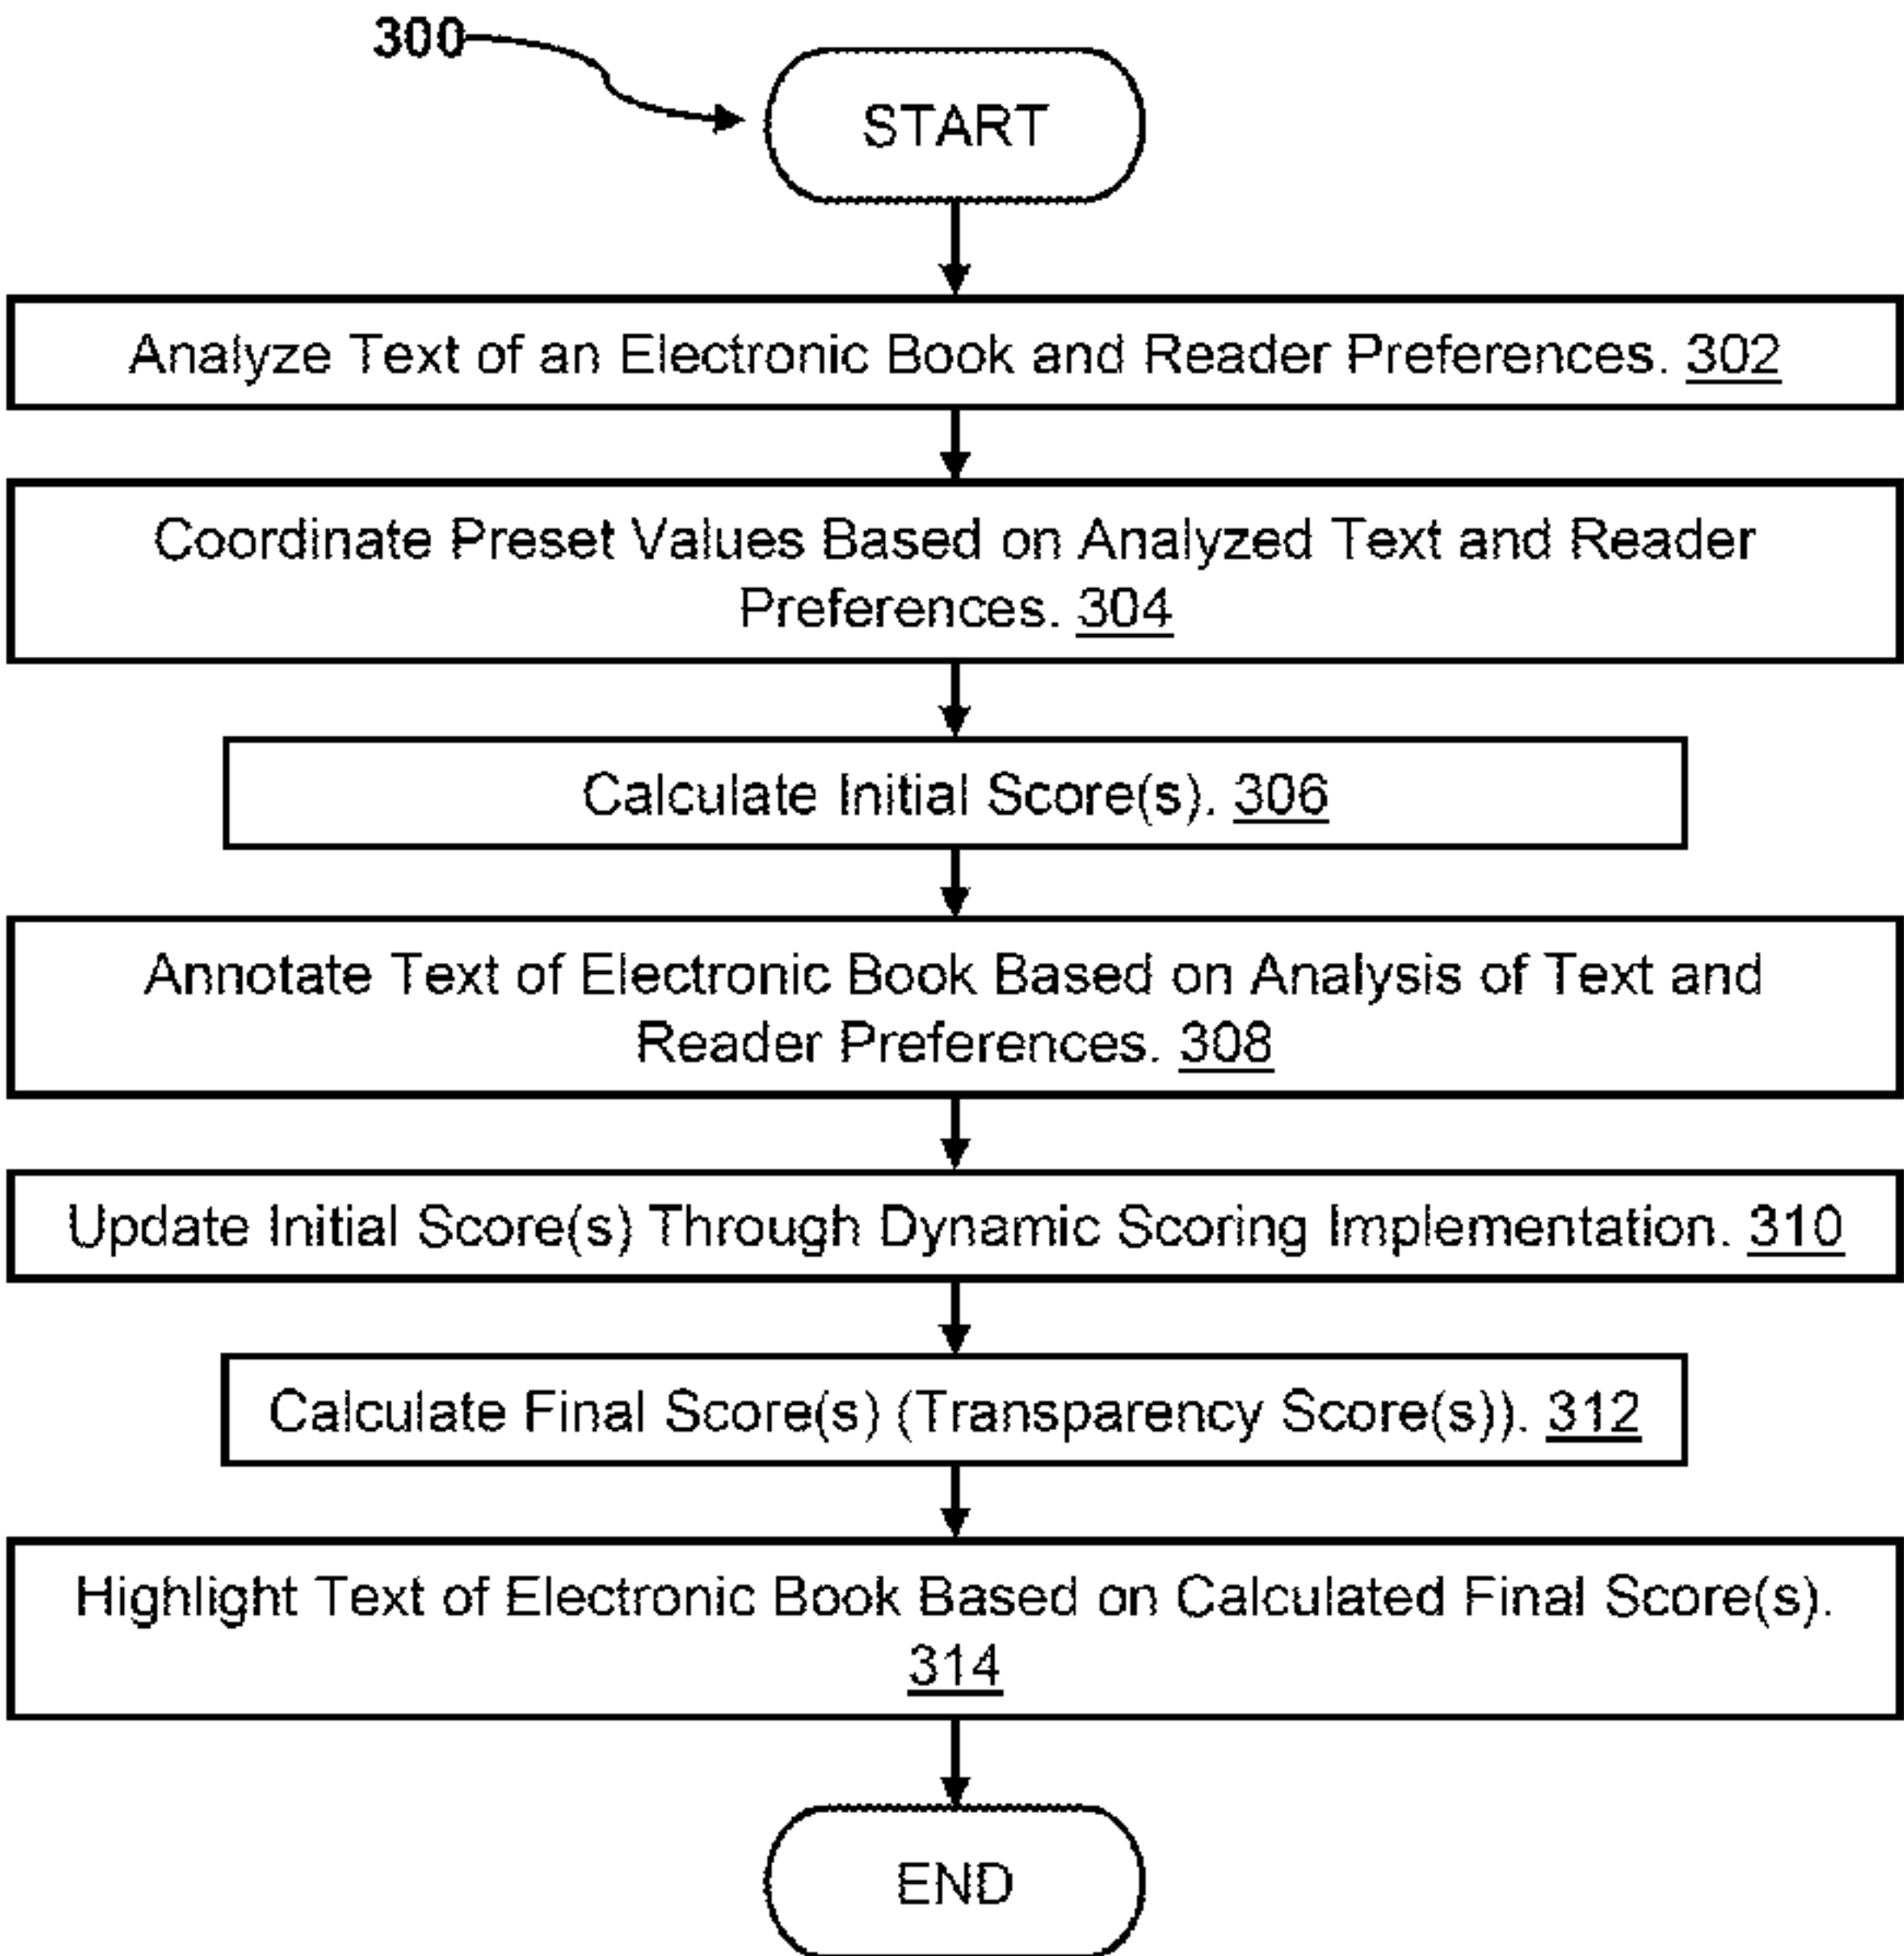 300
START
Analyze Text of an Electronic Book and Reader Preferences. 302
Coordinate Preset Values Based on Analyzed Text and Reader
Preferences. 304
Calculate Initial Score(s). 306
Annotate Text of Electronic Book Based on Analysis of Text and
Reader Preferences. 308
Update Initial Score(s) Through Dynamic Scoring Implementation. 310
Calculate Final Score(s) (Transparency Score(s)). 312
Highlight Text of Electronic Book Based on Calculated Final Score(s).
314
END